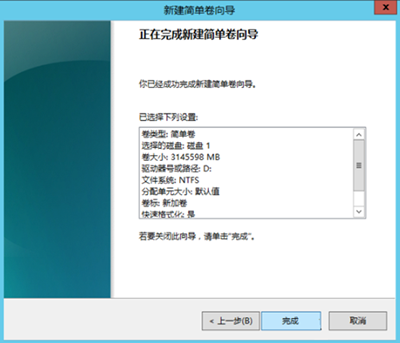 新建简单卷向导
x
正在完成新建简单卷向导
你已经成功完成新建简单卷向导。
已选择下列设置:
卷类型: 简单卷
选择的磁盘: 磁盘 1
卷大小: 3145598 MB
驱动器号或路径: D:
文件系统: NTFS
分配单元大小: 默认值
卷标: 新加卷
快速格式化: 是
若要关闭此向导，请单击"完成"。
< 上一步(B)
完成
取消